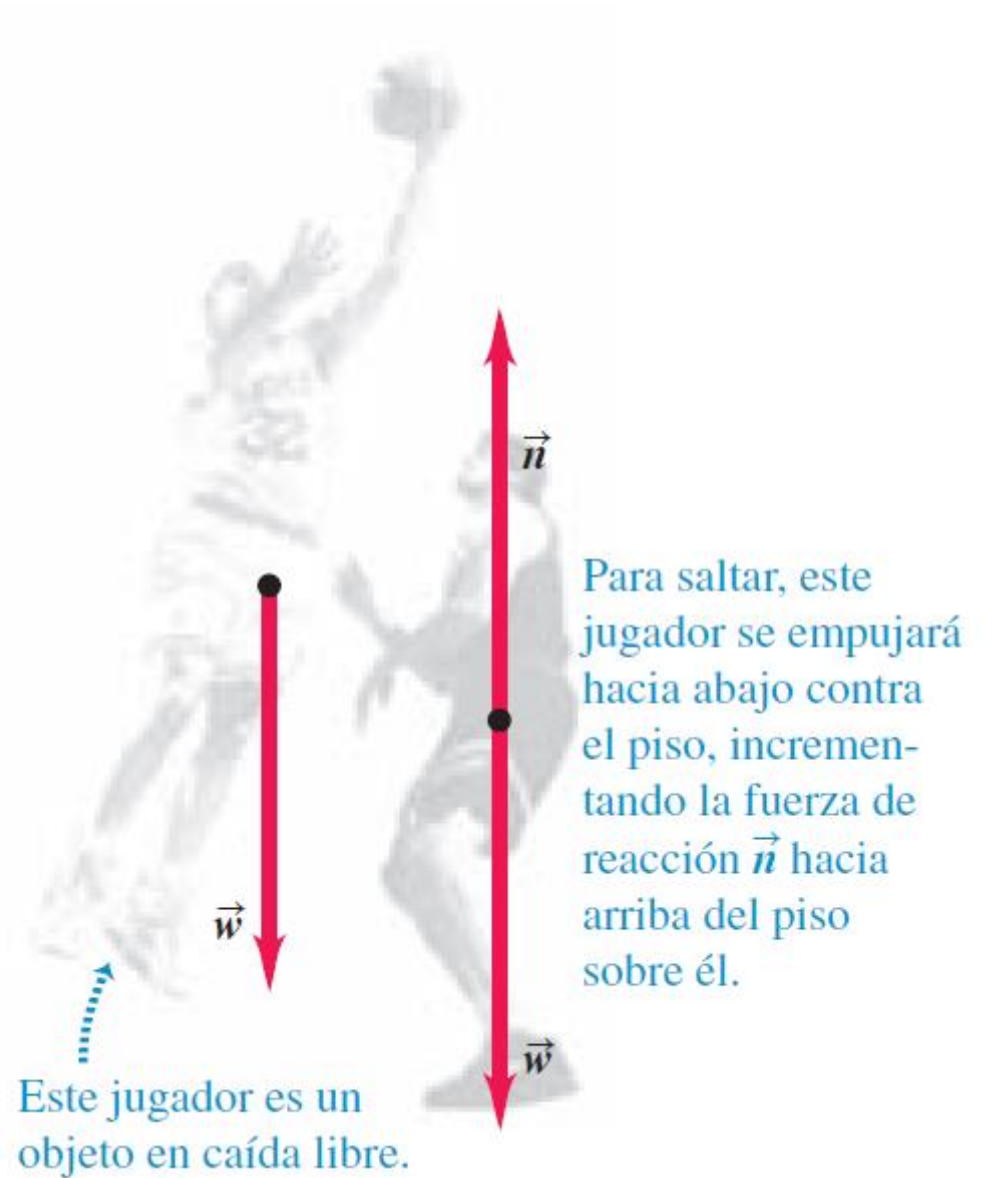 32
n⃗
Para saltar, este
jugador se empujará
hacia abajo contra
el piso, incremen-
tando la fuerza de
reacción n⃗ hacia
arriba del piso
sobre él.
w⃗
w⃗
Este jugador es un
objeto en caída libre.